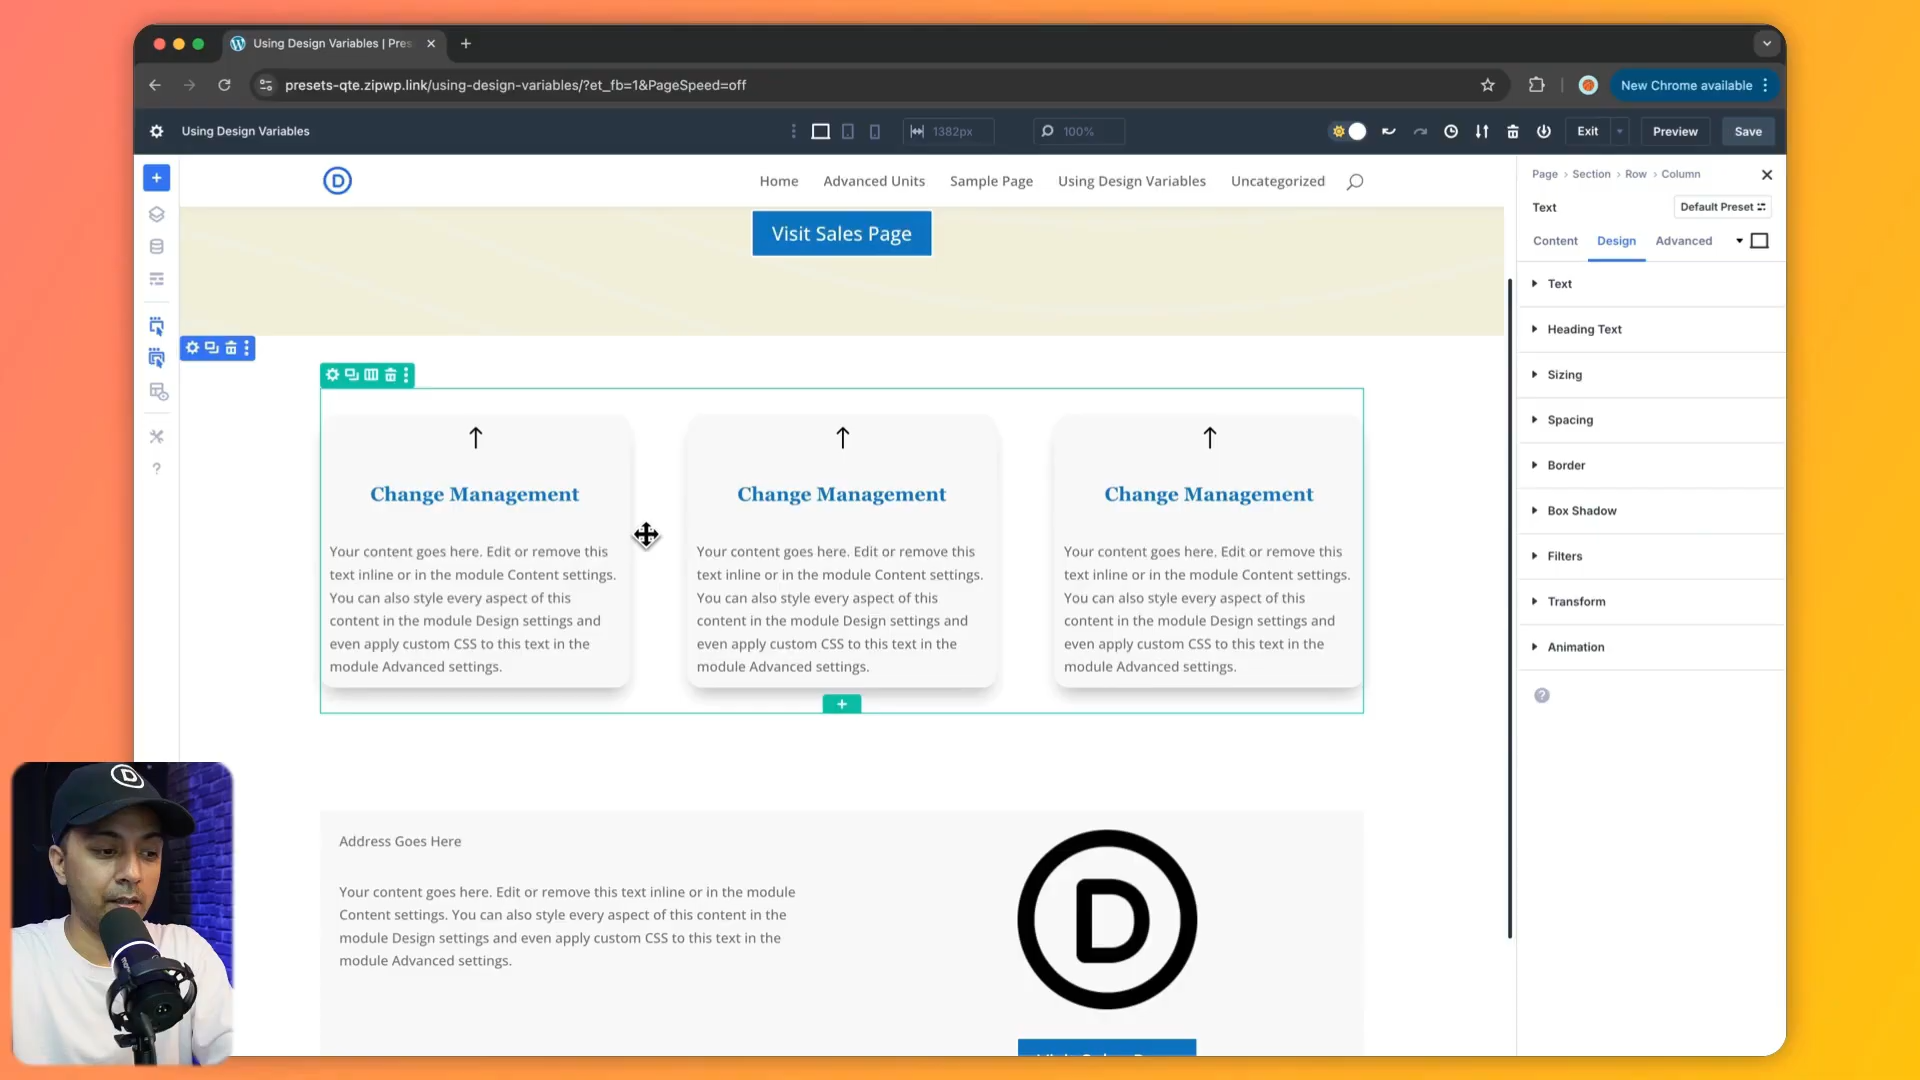 Using Design Variables | Pres
presets-qte.zipwp.link/using-design-variables/?et_fb=1&PageSpeed=off
New Chrome available
Using Design Variables
1382px
100%
Exit
Preview
Save
D
Home
Advanced Units
Sample Page
Using Design Variables
Uncategorized
Visit Sales Page
Change Management
Your content goes here. Edit or remove this
text inline or in the module Content settings.
You can also style every aspect of this
content in the module Design settings and
even apply custom CSS to this text in the
module Advanced settings.
Change Management
Your content goes here. Edit or remove this
text inline or in the module Content settings.
You can also style every aspect of this
content in the module Design settings and
even apply custom CSS to this text in the
module Advanced settings.
Change Management
Your content goes here. Edit or remove this
text inline or in the module Content settings.
You can also style every aspect of this
content in the module Design settings and
even apply custom CSS to this text in the
module Advanced settings.
Address Goes Here
Your content goes here. Edit or remove this text inline or in the module
Content settings. You can also style every aspect of this content in the
module Design settings and even apply custom CSS to this text in the
module Advanced settings.
D
Page > Section > Row > Column
Text
Default Preset
Content
Design
Advanced
Text
Heading Text
Sizing
Spacing
Border
Box Shadow
Filters
Transform
Animation
D